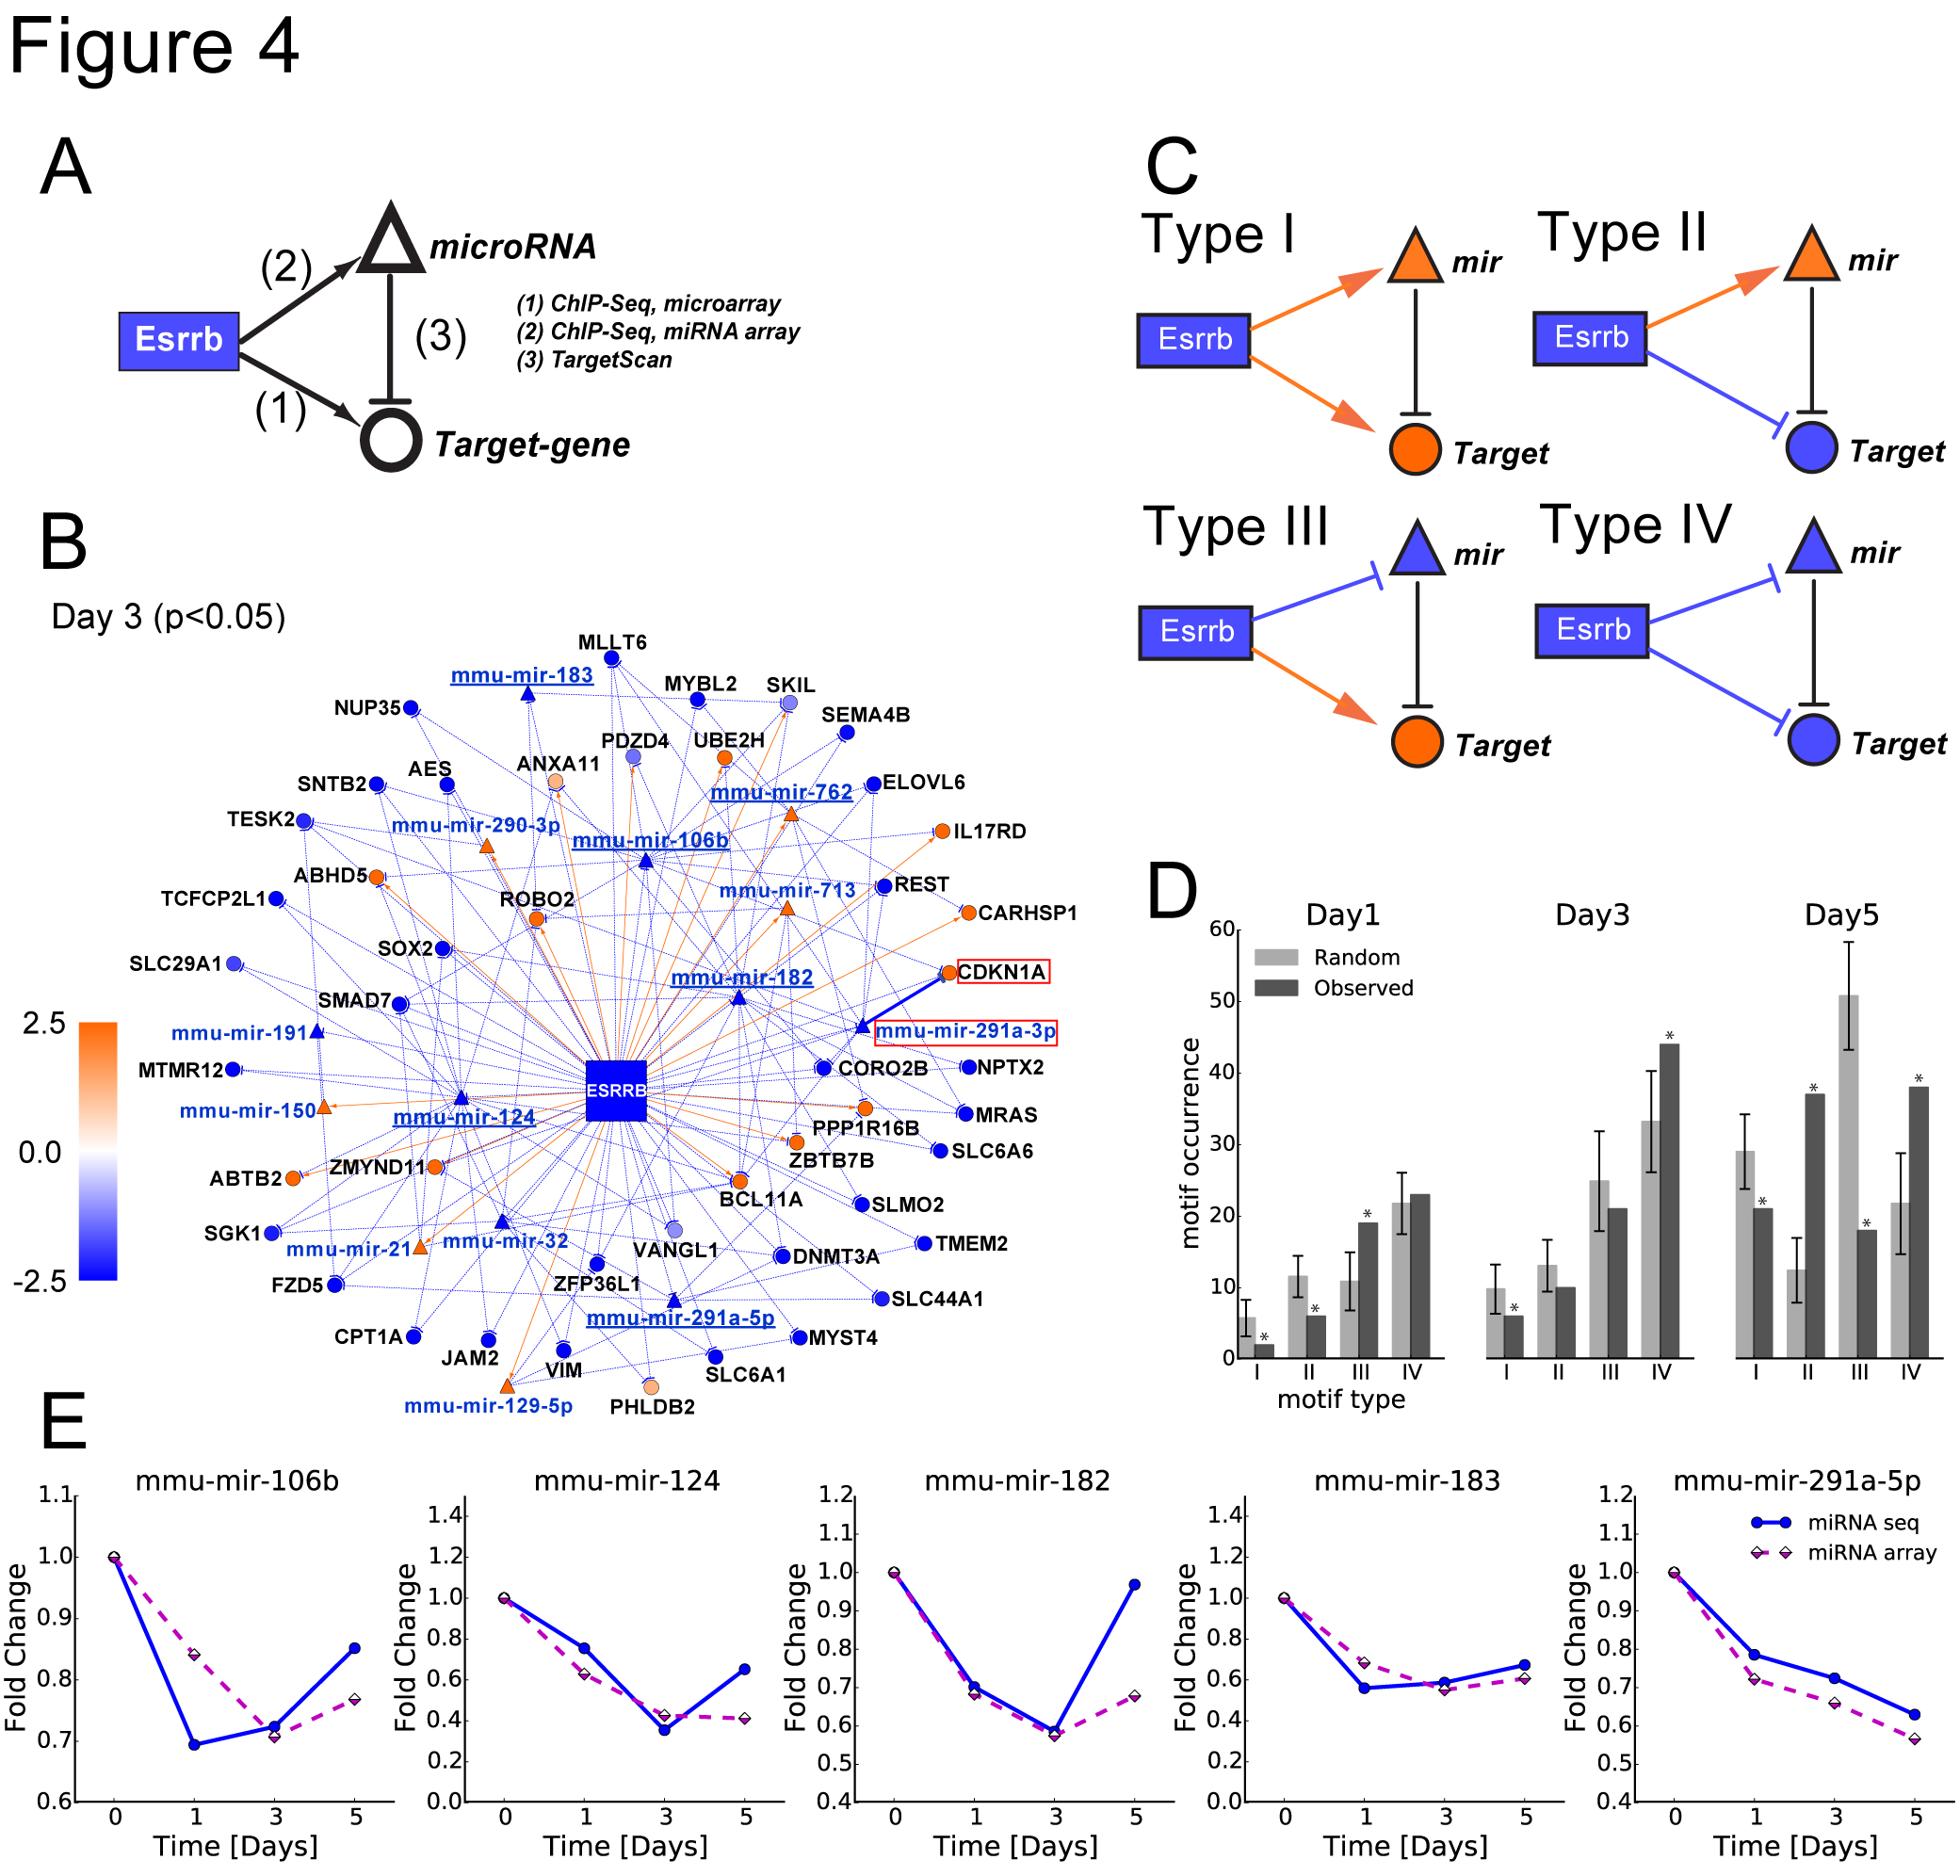 Figure 4
A
microRNA
(2)
(1) ChIP-Seq, microarray
(2) ChIP-Seq, miRNA array
(3) TargetScan
Esrrb
(3)
(1)
Target-gene
B
Day 3 (p<0.05)
MLLT6
mmu-mir-183
MYBL2
SKIL
NUP35
SEMA4B
PDZD4
UBE2H
ANXA11
AES
SNTB2
ELOVL6
mmu-mir-762
TESK2
mmu-mir-290-3p
mmu-mir-106b
IL17RD
ABHD5
mmu-mir-713
REST
TCFCP2L1
ROBO2
CARHSP1
SOX2
SLC29A1
mmu-mir-182
CDKN1A
SMAD7
mmu-mir-191
mmu-mir-291a-3p
MTMR12
CORO2B
NPTX2
ESRRB
mmu-mir-150
mmu-mir-124
MRAS
PPP1R16B
SLC6A6
ZBTB7B
ABTB2
ZMYND11
BCL11A
SLMO2
SGK1
mmu-mir-21
mmu-mir-32
VANGL1
TMEM2
DNMT3A
FZD5
ZFP36L1
SLC44A1
mmu-mir-291a-5p
CPT1A
JAM2
VIM
MYST4
SLC6A1
mmu-mir-129-5p
PHLDB2
2.5
0.0
-2.5
C
Type I
mir
Esrrb
Target
Type II
mir
Esrrb
Target
Type III
mir
Esrrb
Target
Type IV
mir
Esrrb
Target
D
Day1
Day3
Day5
Random
Observed
motif occurrence
60
50
40
30
20
10
0
* * *
* *
* * * *
I II III IV
I II III IV
I II III IV
motif type
E
mmu-mir-106b
Fold Change
1.1
1.0
0.9
0.8
0.7
0.6
0 1 3 5
Time [Days]
mmu-mir-124
Fold Change
1.4
1.2
1.0
0.8
0.6
0.4
0.2
0.0
0 1 3 5
Time [Days]
mmu-mir-182
Fold Change
1.2
1.1
1.0
0.9
0.8
0.7
0.6
0.5
0.4
0 1 3 5
Time [Days]
mmu-mir-183
Fold Change
1.4
1.2
1.0
0.8
0.6
0.4
0.2
0.0
0 1 3 5
Time [Days]
mmu-mir-291a-5p
miRNA seq
miRNA array
Fold Change
1.2
1.1
1.0
0.9
0.8
0.7
0.6
0.5
0.4
0 1 3 5
Time [Days]